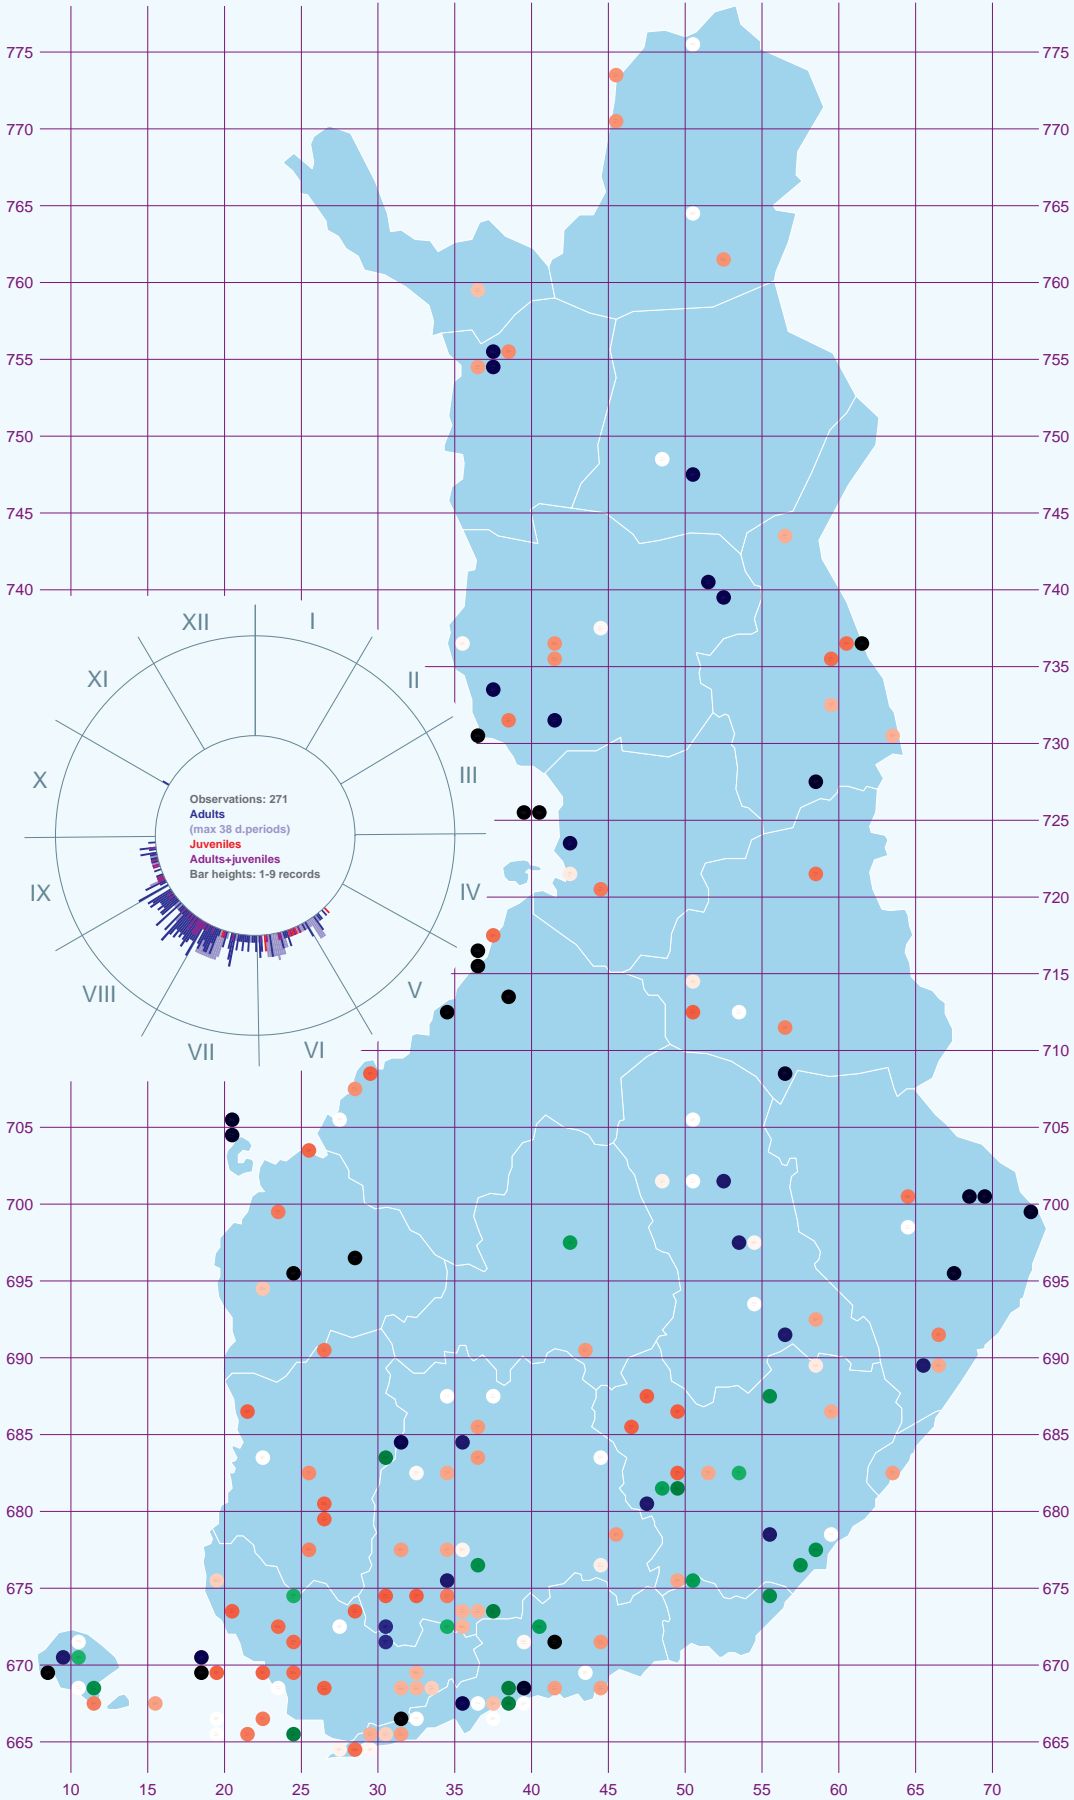 775 775
770 770
765 765
760 760
755 755
750 750
745 745
740 740
XII I
735
XI II
730
X III
Observations: 271
Adults
(max 38 d.periods)
Juveniles
Adults+juveniles
Bar heights: 1-9 records
725
IX IV
720
VIII V
715
VII VI
710
705 705
700 700
695 695
690 690
685 685
680 680
675 675
670 670
665 665
10 15 20 25 30 35 40 45 50 55 60 65 70